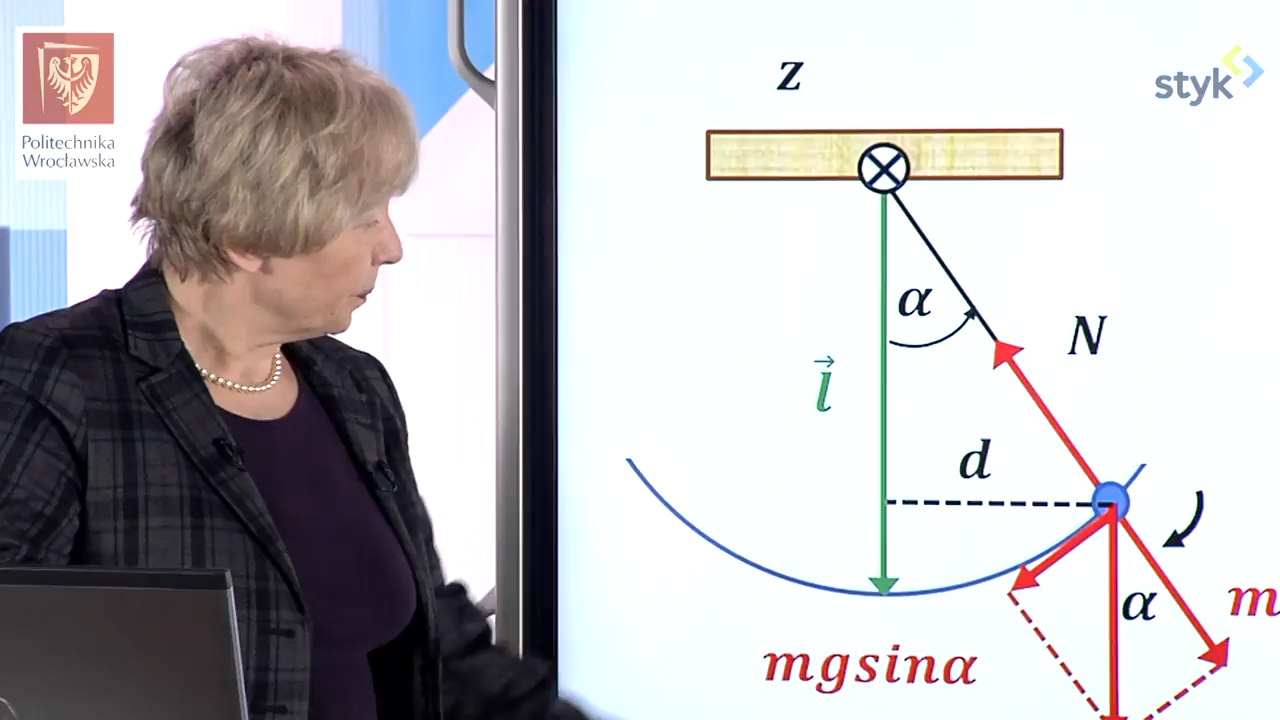 Politechnika
Wrocławska
styk
z
α
N
l⃗
d
α
m
mgsinα